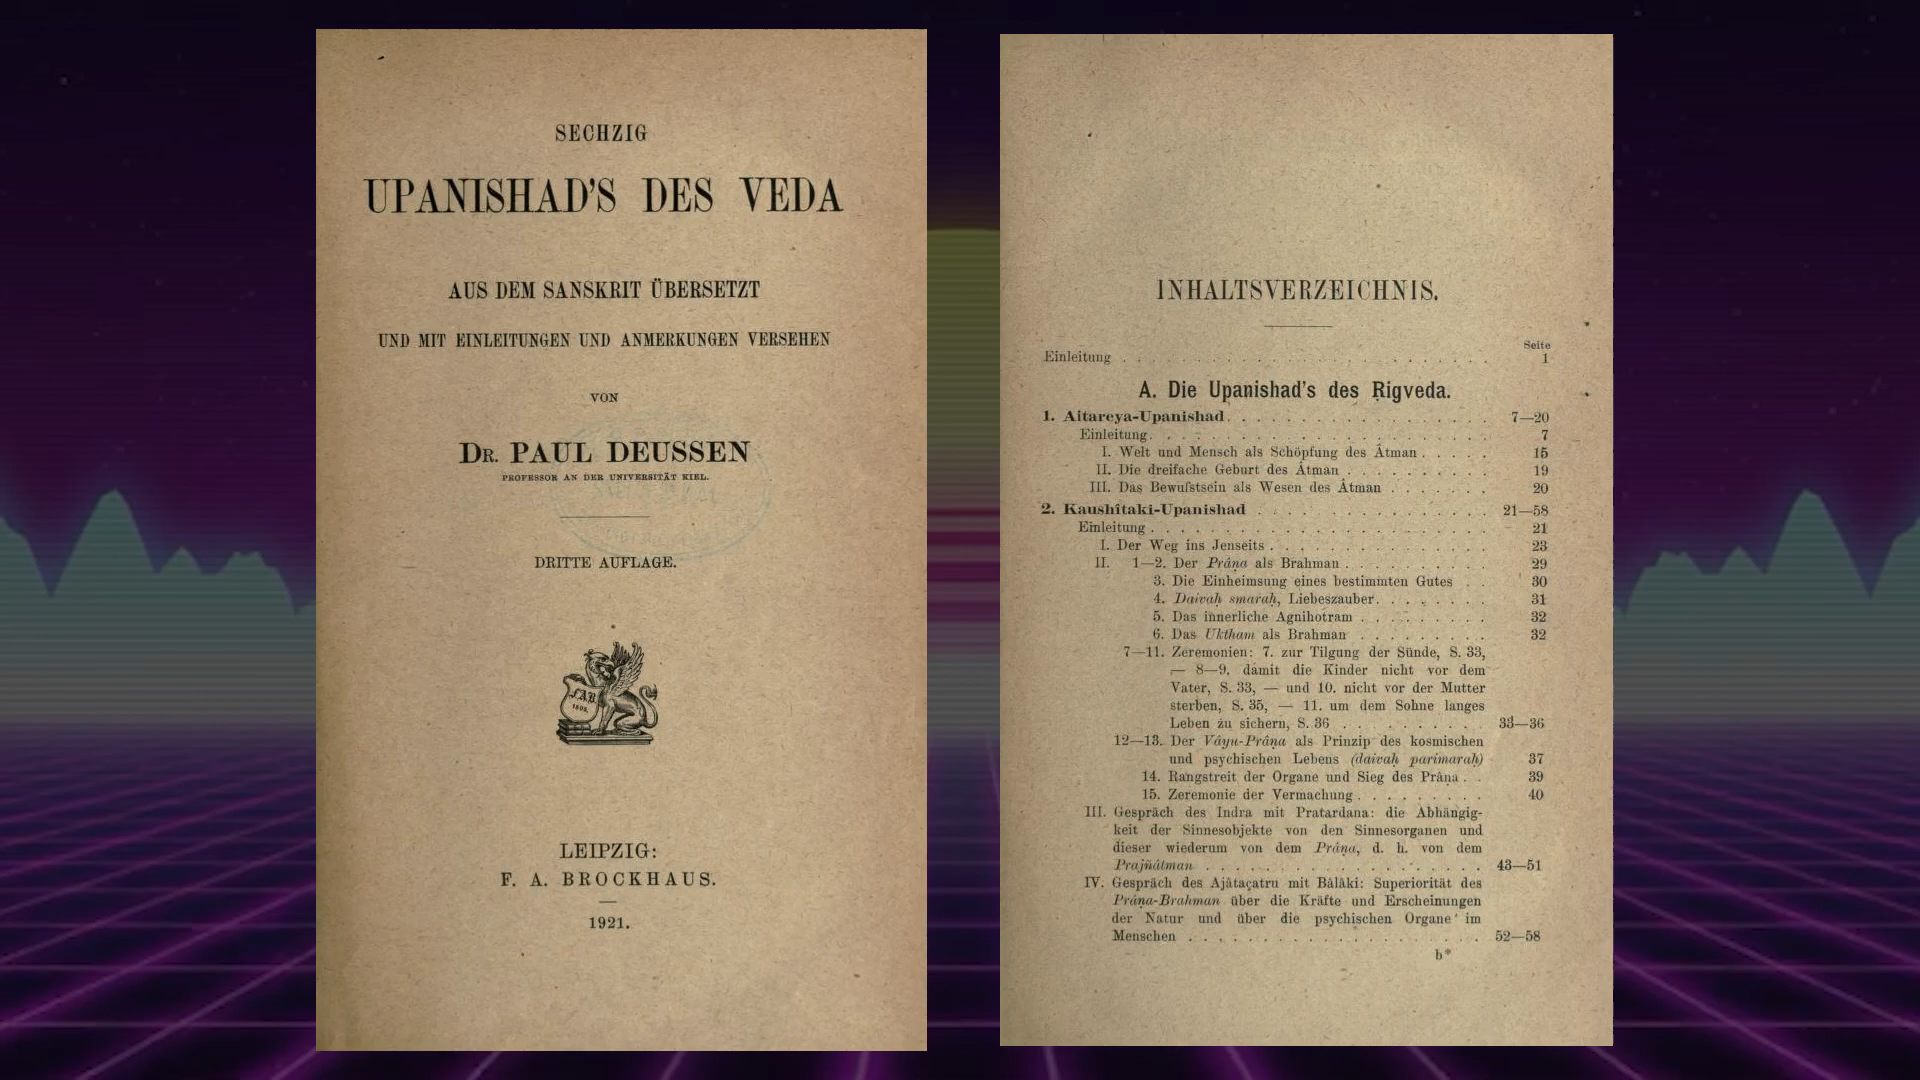 SECHZIG
UPANISHAD'S DES VEDA
AUS DEM SANSKRIT ÜBERSETZT
UND MIT EINLEITUNGEN UND ANMERKUNGEN VERSEHEN
VON
DR. PAUL DEUSSEN
PROFESSOR AN DER UNIVERSITÄT KIEL.
DRITTE AUFLAGE.
F.A.B.
LEIPZIG:
F. A. BROCKHAUS.
1921.
INHALTSVERZEICHNIS.
Seite
Einleitung . . . . . . . . . . . . . . . . . . . . 1
A. Die Upanishad's des Ṛigveda.
1. Aitareya-Upanishad . . . . . . . . . . . . . . . 7—20
Einleitung . . . . . . . . . . . . . . . . . . . 7
I. Welt und Mensch als Schöpfung des Âtman . . . . . 15
II. Die dreifache Geburt des Âtman . . . . . . . . 19
III. Das Bewufstsein als Wesen des Âtman . . . . . . 20
2. Kaushîtaki-Upanishad . . . . . . . . . . . . . 21—58
Einleitung . . . . . . . . . . . . . . . . . . . 21
I. Der Weg ins Jenseits . . . . . . . . . . . . 23
II. 1—2. Der Prâṇa als Brahman . . . . . . . . 29
3. Die Einheimsung eines bestimmten Gutes . . 30
4. Daivaḥ smaraḥ, Liebeszauber . . . . . . . 31
5. Das innerliche Agnihotram . . . . . . . . 32
6. Das Uktham als Brahman . . . . . . . . . 32
7—11. Zeremonien: 7. zur Tilgung der Sünde, S. 33,
— 8—9. damit die Kinder nicht vor dem
Vater, S. 33, — und 10. nicht vor der Mutter
sterben, S. 35, — 11. um dem Sohne langes
Leben zu sichern, S. 36 . . . . . . . . . 33—36
12—13. Der Vâyu-Prâṇa als Prinzip des kosmischen
und psychischen Lebens (daivaḥ parimaraḥ) 37
14. Rangstreit der Organe und Sieg des Prâṇa . . 39
15. Zeremonie der Vermachung . . . . . . . . 40
III. Gespräch des Indra mit Pratardana: die Abhängig-
keit der Sinnesobjekte von den Sinnesorganen und
dieser wiederum von dem Prâṇa, d. h. von dem
Prajñâtman . . . . . . . . . . . . . . . 43—51
IV. Gespräch des Ajâtaçatru mit Bâlâki: Superiorität des
Prâṇa-Brahman über die Kräfte und Erscheinungen
der Natur und über die psychischen Organe im
Menschen . . . . . . . . . . . . . . . . 52—58
b*